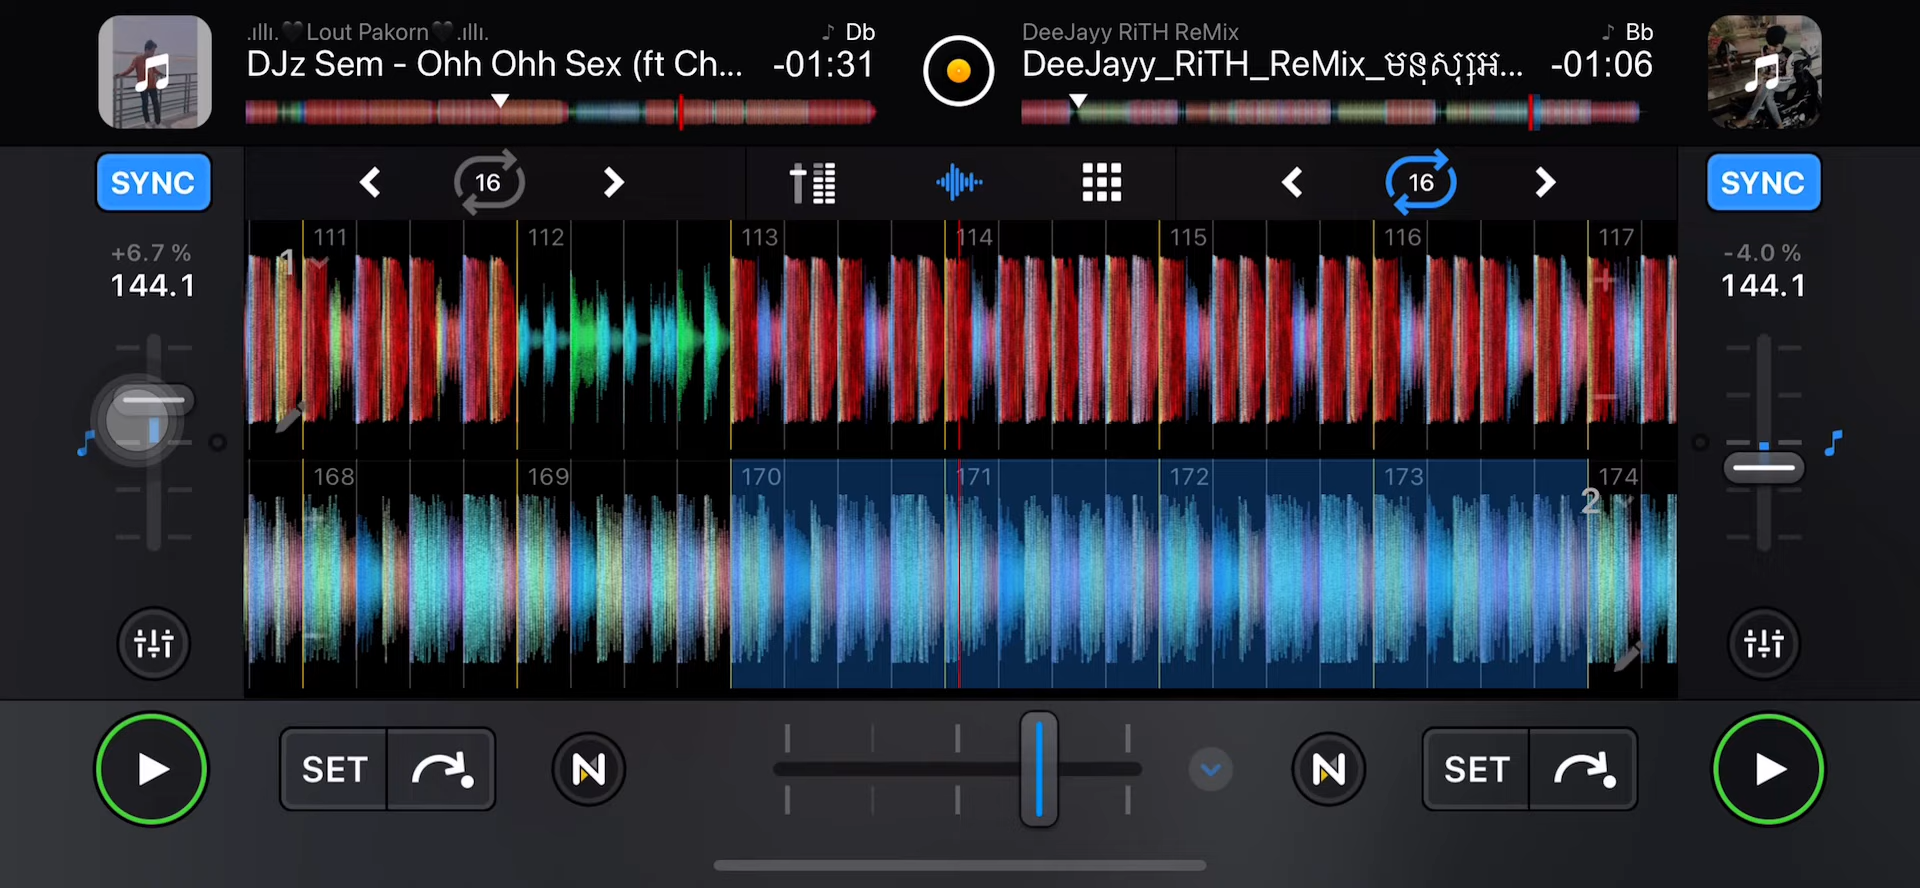 .ıllı.🖤Lout Pakorn🖤.ıllı.
♪ Db
DJz Sem - Ohh Ohh Sex (ft Ch...
-01:31
DeeJayy RiTH ReMix
♪ Bb
DeeJayy_RiTH_ReMix_មនុស្សអ...
-01:06
SYNC
16
16
SYNC
+6.7 %
144.1
-4.0 %
144.1
1
111
112
113
114
115
116
117
168
169
170
171
172
173
174
2
SET
N
N
SET